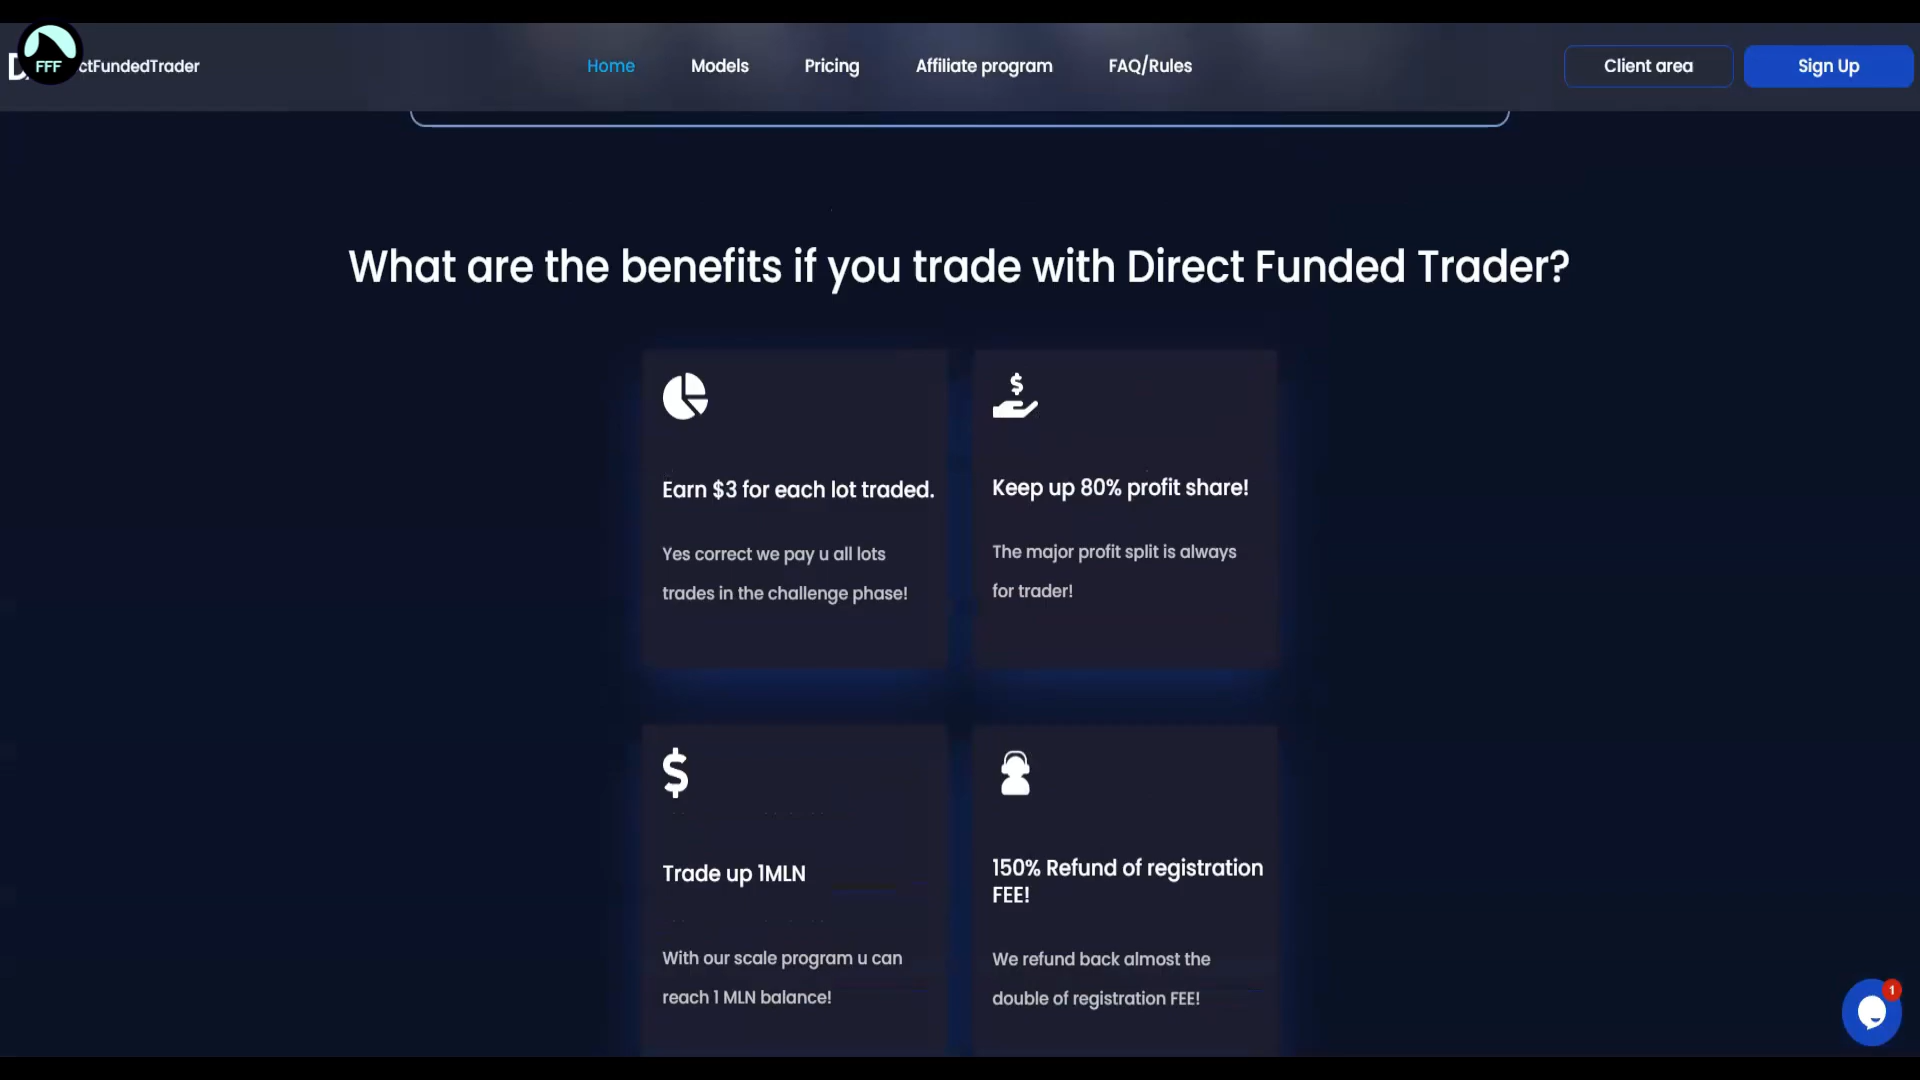 FFF
ctFundedTrader
Home
Models
Pricing
Affiliate program
FAQ/Rules
Client area
Sign Up
What are the benefits if you trade with Direct Funded Trader?
Earn $3 for each lot traded.
Yes correct we pay u all lots
trades in the challenge phase!
Keep up 80% profit share!
The major profit split is always
for trader!
Trade up 1MLN
With our scale program u can
reach 1 MLN balance!
150% Refund of registration
FEE!
We refund back almost the
double of registration FEE!
1